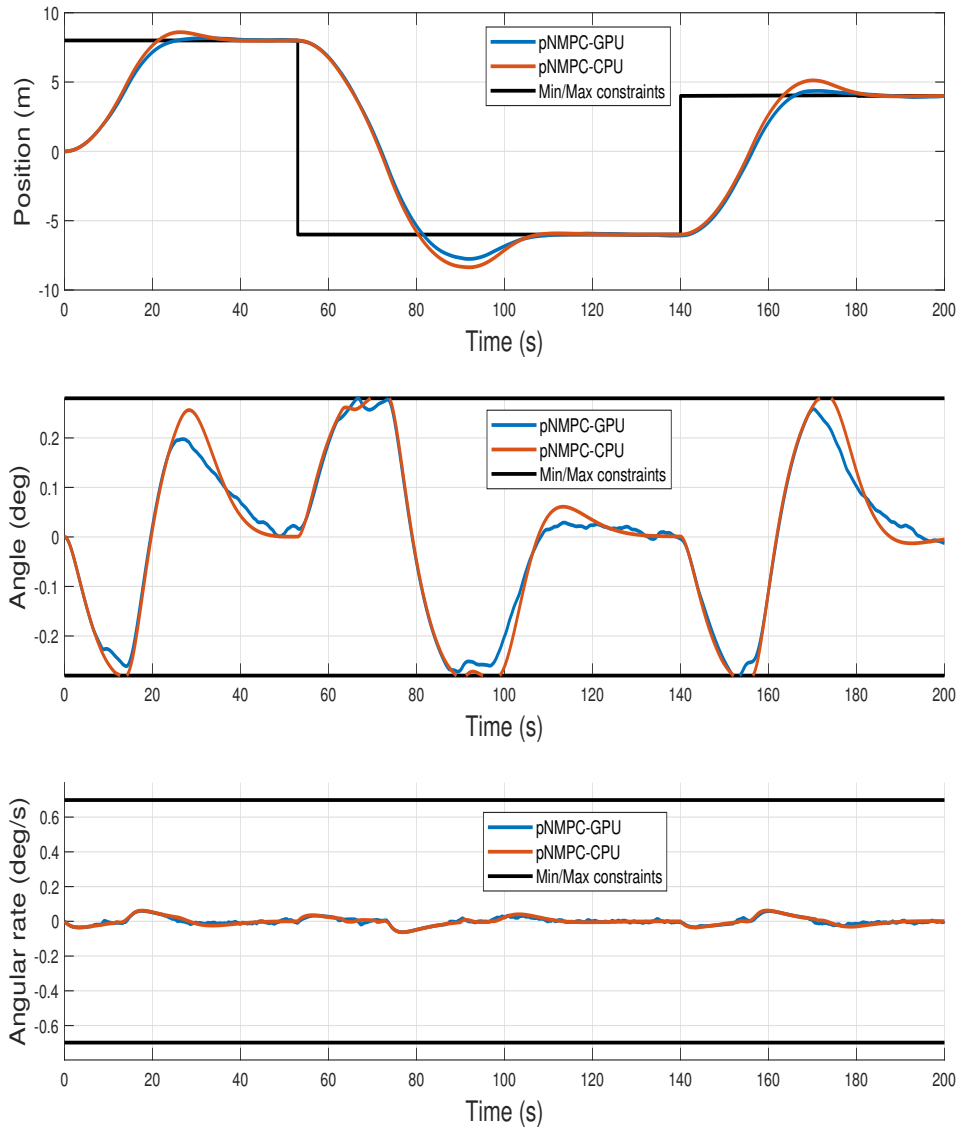 10
5
0
-5
-10
Position (m)
pNMPC-GPU
pNMPC-CPU
Min/Max constraints
0 20 40 60 80 100 120 140 160 180 200
Time (s)
0.2
0.1
0
-0.1
-0.2
Angle (deg)
pNMPC-GPU
pNMPC-CPU
Min/Max constraints
0 20 40 60 80 100 120 140 160 180 200
Time (s)
0.6
0.4
0.2
0
-0.2
-0.4
-0.6
Angular rate (deg/s)
pNMPC-GPU
pNMPC-CPU
Min/Max constraints
0 20 40 60 80 100 120 140 160 180 200
Time (s)